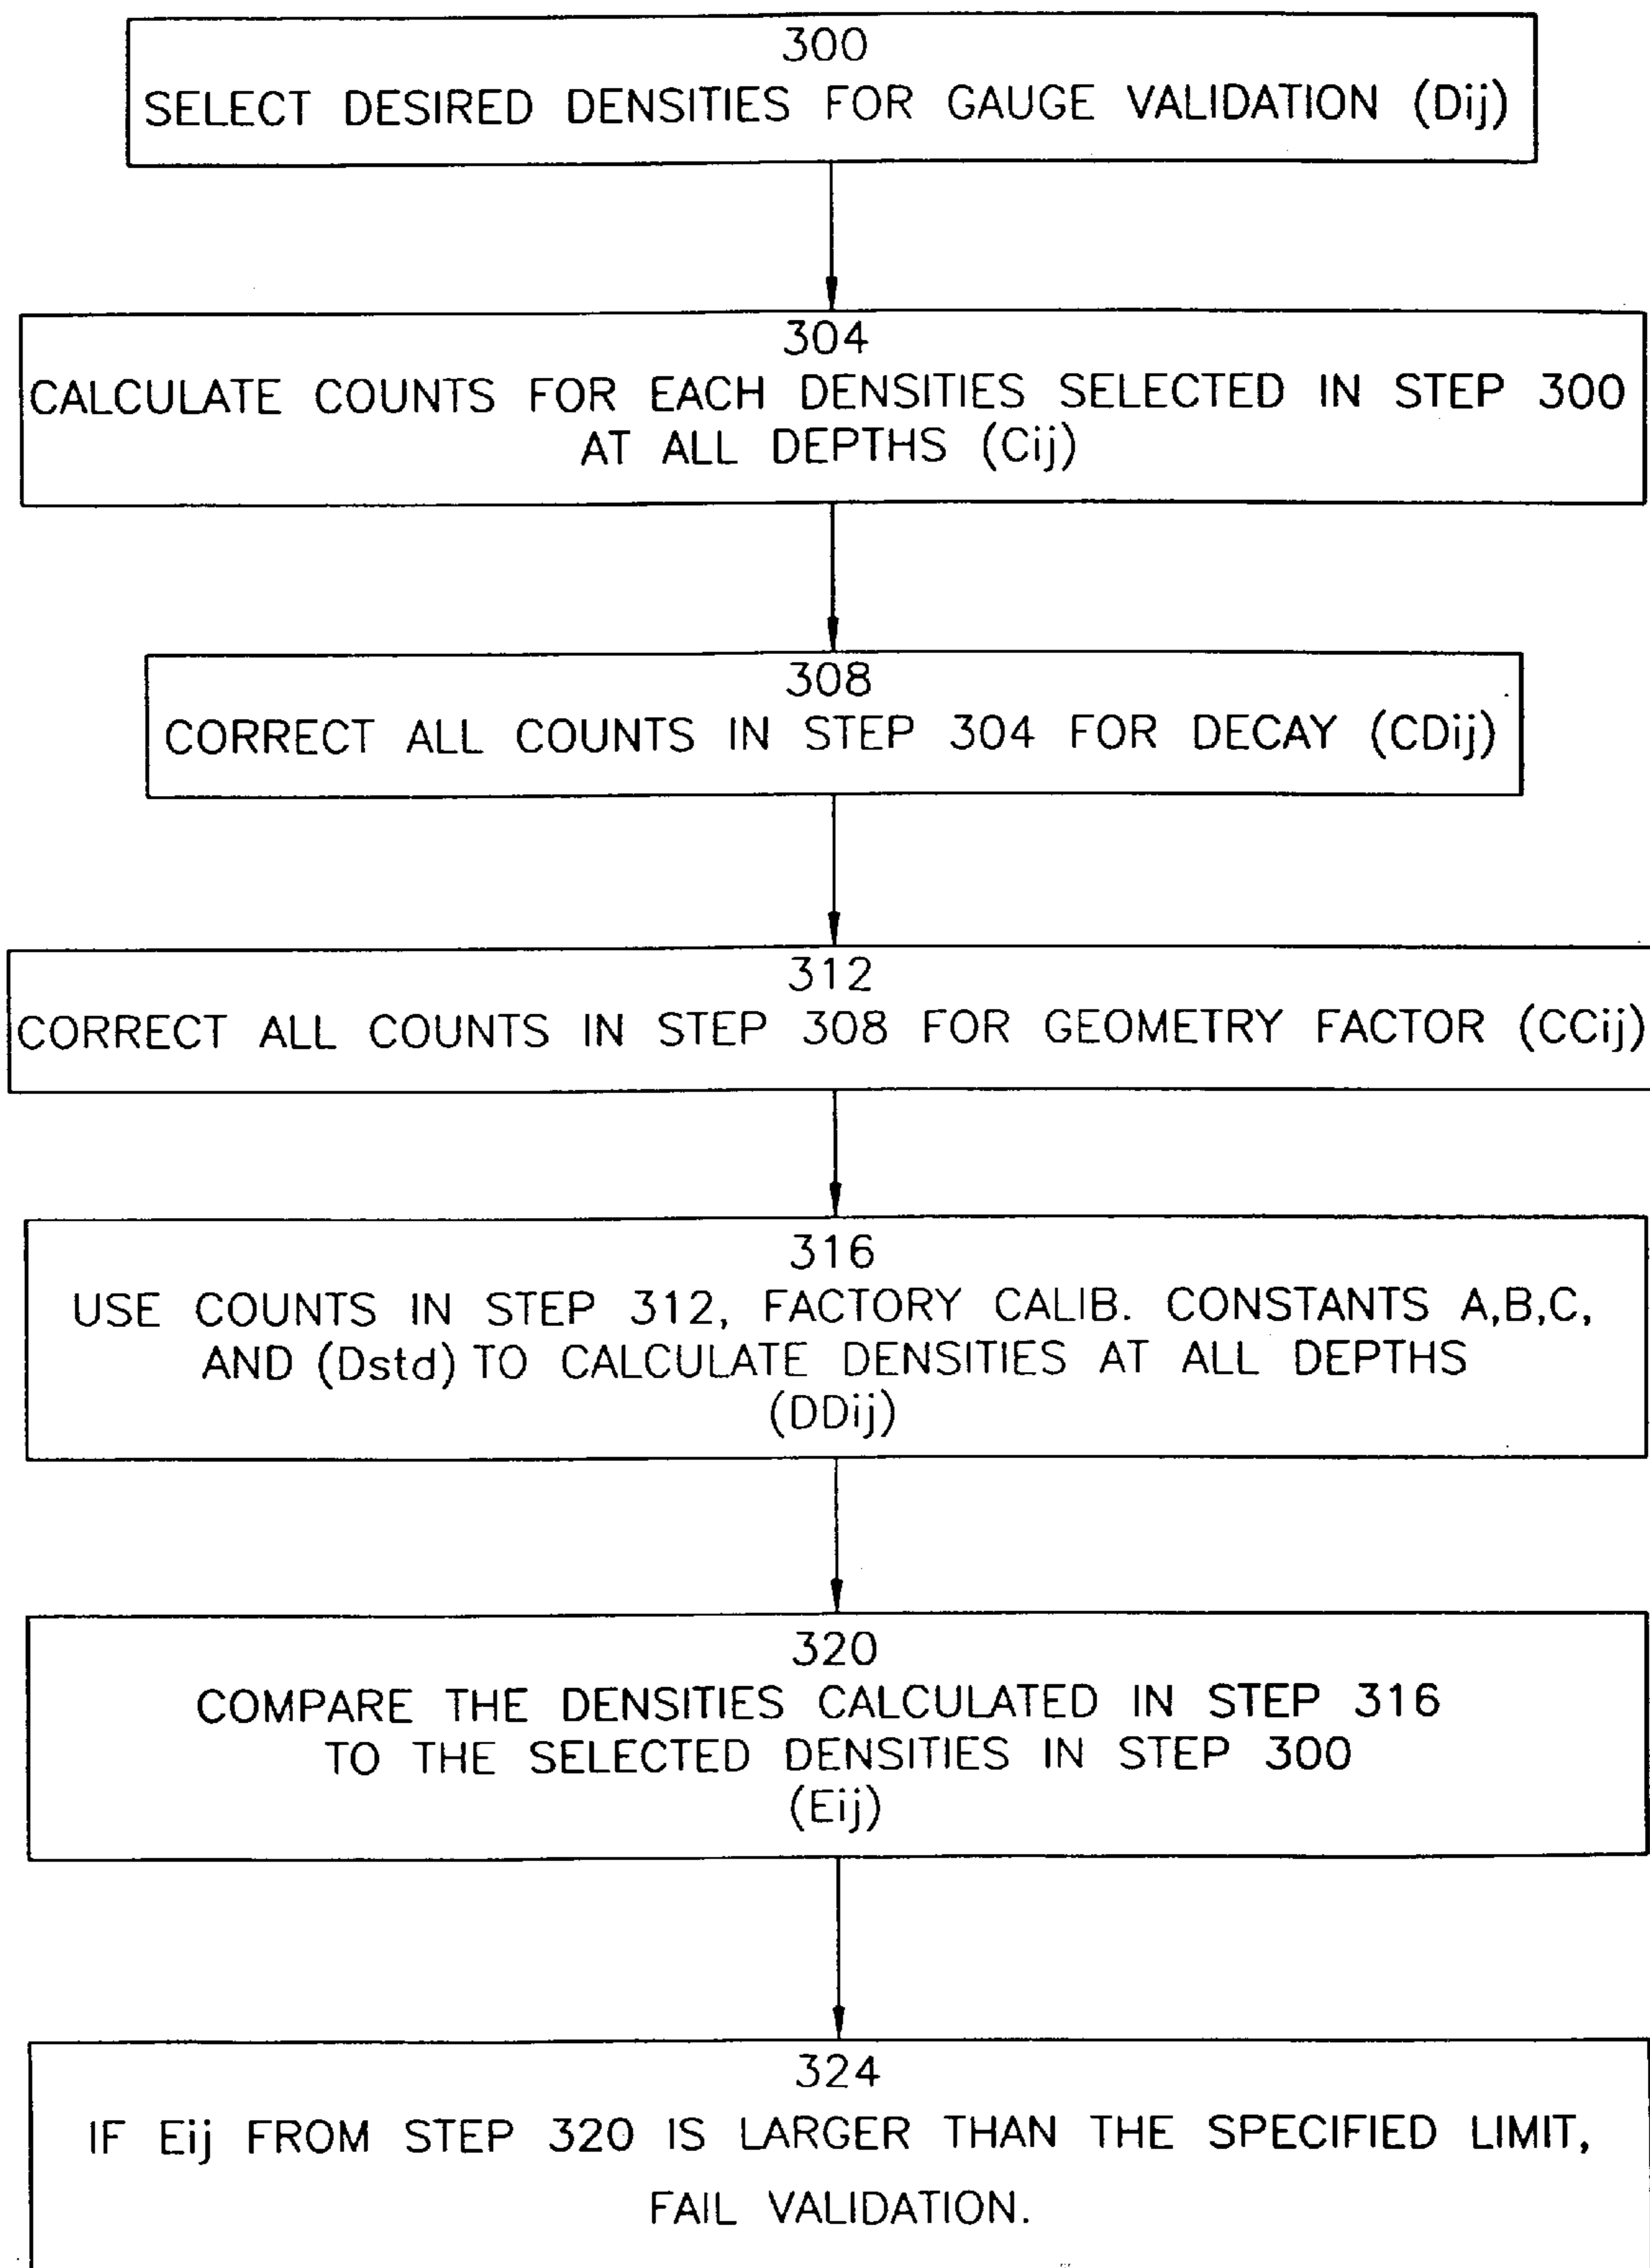 300
SELECT DESIRED DENSITIES FOR GAUGE VALIDATION (Dij)
304
CALCULATE COUNTS FOR EACH DENSITIES SELECTED IN STEP 300
AT ALL DEPTHS (Cij)
308
CORRECT ALL COUNTS IN STEP 304 FOR DECAY (CDij)
312
CORRECT ALL COUNTS IN STEP 308 FOR GEOMETRY FACTOR (CCij)
316
USE COUNTS IN STEP 312, FACTORY CALIB. CONSTANTS A,B,C,
AND (Dstd) TO CALCULATE DENSITIES AT ALL DEPTHS
(DDij)
320
COMPARE THE DENSITIES CALCULATED IN STEP 316
TO THE SELECTED DENSITIES IN STEP 300
(Eij)
324
IF Eij FROM STEP 320 IS LARGER THAN THE SPECIFIED LIMIT,
FAIL VALIDATION.